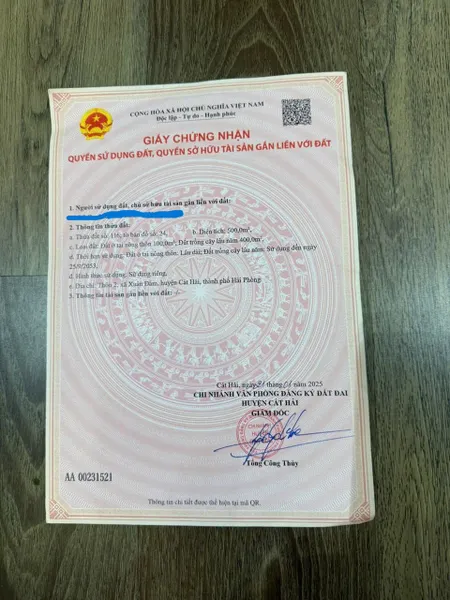 CỘNG HÒA XÃ HỘI CHỦ NGHĨA VIỆT NAM
Độc lập - Tự do - Hạnh phúc
GIẤY CHỨNG NHẬN
QUYỀN SỬ DỤNG ĐẤT, QUYỀN SỞ HỮU TÀI SẢN GẮN LIỀN VỚI ĐẤT
1. Người sử dụng đất, chủ sở hữu tài sản gắn liền với đất:
2. Thông tin thửa đất:
a. Thửa đất số: 116, tờ bản đồ số: 34, b. Diện tích: 500,0m².
c. Loại đất: Đất ở tại nông thôn 100,0m²; Đất trồng cây lâu năm 400,0m².
d. Thời hạn sử dụng: Đất ở tại nông thôn: Lâu dài; Đất trồng cây lâu năm: Sử dụng đến ngày
25/9/2053.
đ. Hình thức sử dụng: Sử dụng riêng.
e. Địa chỉ: Thôn 2, xã Xuân Đám, huyện Cát Hải, thành phố Hải Phòng.
3. Thông tin tài sản gắn liền với đất: -/-.
Cát Hải, ngày tháng 01 năm 2025
CHI NHÁNH VĂN PHÒNG ĐĂNG KÝ ĐẤT ĐAI
HUYỆN CÁT HẢI
GIÁM ĐỐC
CHI NHÁNH
HUYỆN
Tống Công Thủy
AA 00231521
Thông tin chi tiết được thể hiện tại mã QR.